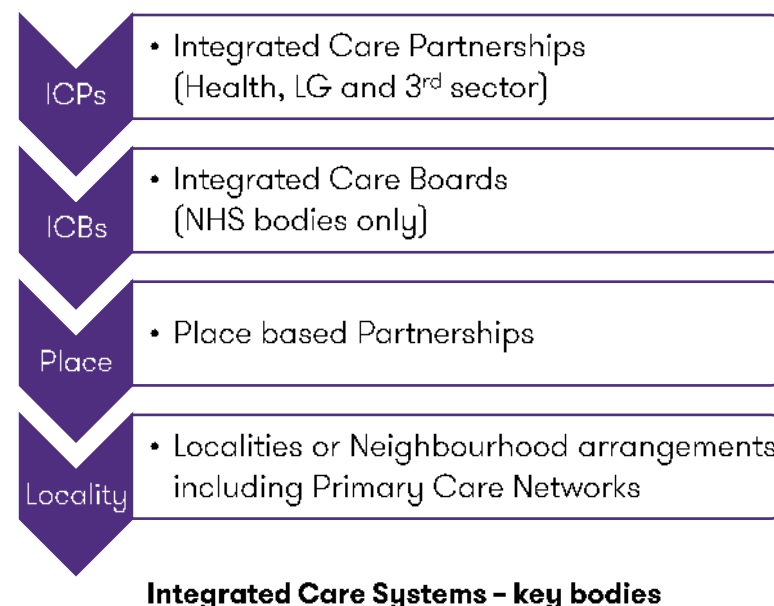 ICPs
• Integrated Care Partnerships
(Health, LG and 3rd sector)
ICBs
• Integrated Care Boards
(NHS bodies only)
Place
• Place based Partnerships
Locality
• Localities or Neighbourhood arrangements
including Primary Care Networks
Integrated Care Systems – key bodies